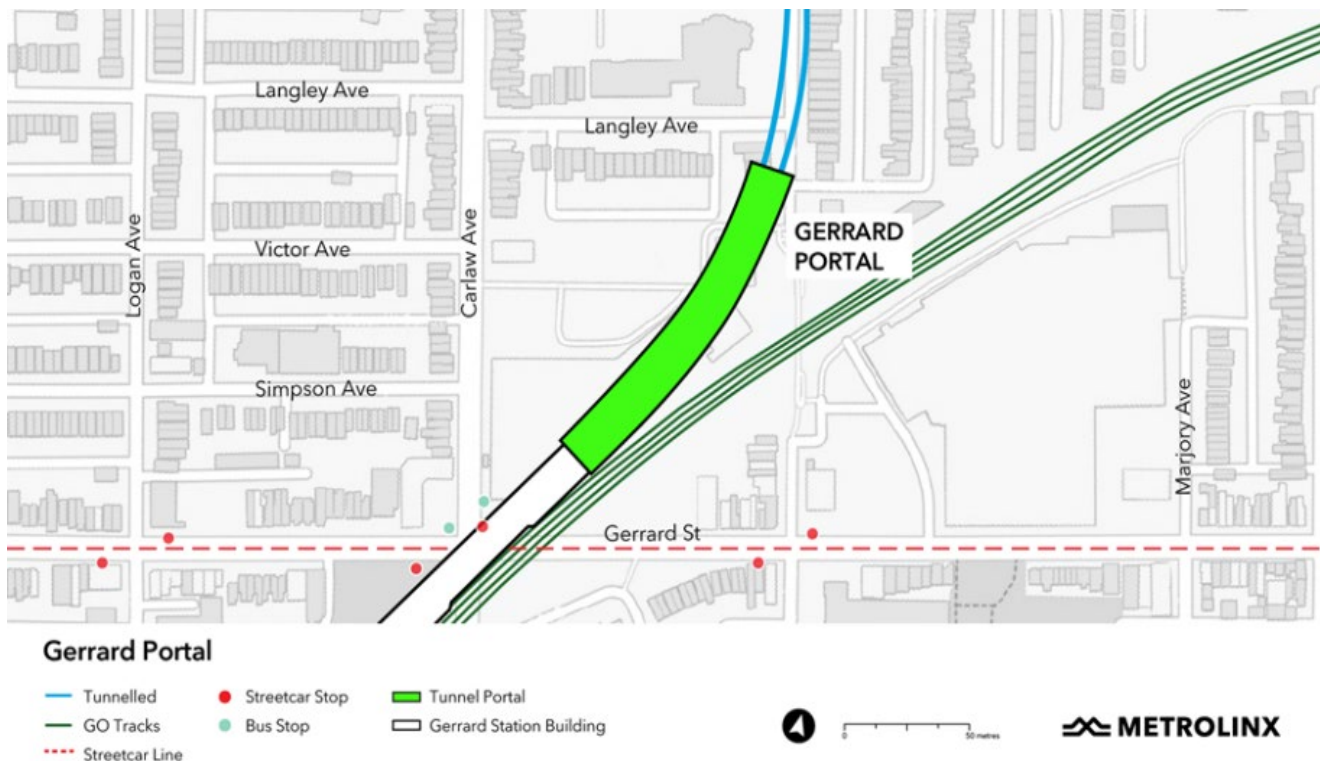 Langley Ave
Langley Ave
Logan Ave
Victor Ave
Carlaw Ave
GERRARD
PORTAL
Simpson Ave
Marjory Ave
Gerrard St
Gerrard Portal
Tunnelled
Streetcar Stop
Tunnel Portal
GO Tracks
Bus Stop
Gerrard Station Building
Streetcar Line
0
50 metres
METROLINX